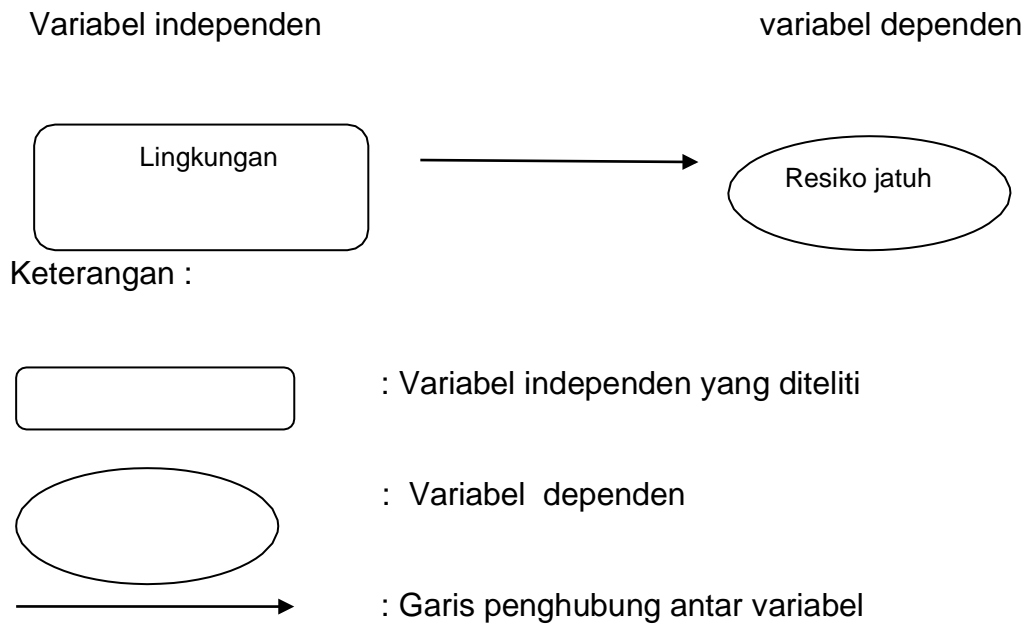 Variabel independen variabel dependen
Lingkungan
Resiko jatuh
Keterangan :
: Variabel independen yang diteliti
: Variabel dependen
: Garis penghubung antar variabel